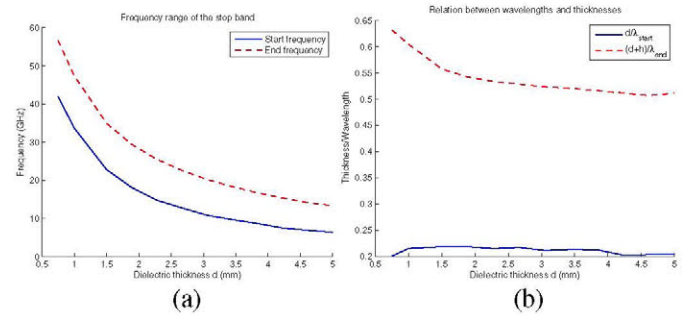 Frequency range of the stop band
70
60
50
40
30
20
10
0
Frequency (GHz)
Start frequency
End frequency
0.5 1 1.5 2 2.5 3 3.5 4 4.5 5
Dielectric thickness d (mm)
(a)
Relation between wavelengths and thicknesses
0.65
0.6
0.55
0.5
0.45
0.4
0.35
0.3
0.25
0.2
Thickness/Wavelength
d/λstart
(d+h)/λend
0.5 1 1.5 2 2.5 3 3.5 4 4.5 5
Dielectric thickness d (mm)
(b)